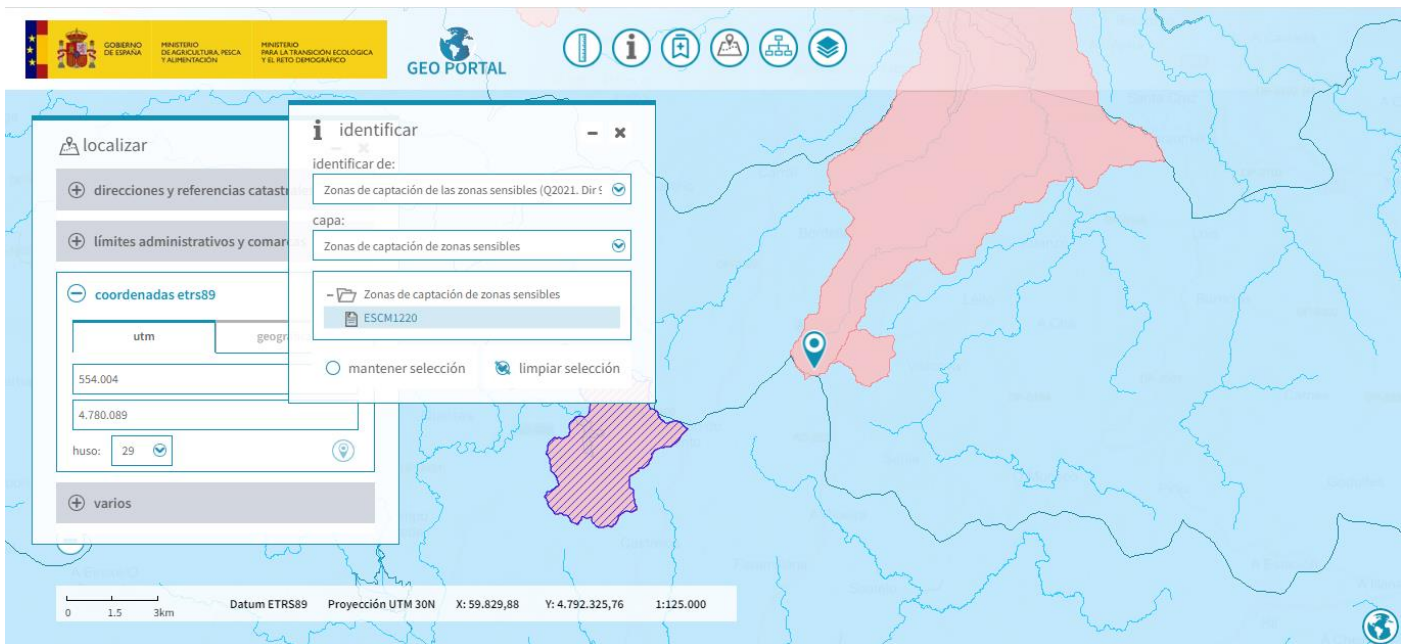 GOBIERNO
DE ESPAÑA
MINISTERIO
DE AGRICULTURA, PESCA
Y ALIMENTACIÓN
MINISTERIO
PARA LA TRANSICIÓN ECOLÓGICA
Y EL RETO DEMOGRÁFICO
GEO PORTAL
localizar
direcciones y referencias
límites administrativos y
coordenadas etrs89
utm
554.004
4.780.089
huso: 29
varios
identificar
identificar de:
Zonas de captación de las zonas sensibles (Q2021. Dir 9
capa:
Zonas de captación de zonas sensibles
Zonas de captación de zonas sensibles
ESCM1220
mantener selección limpiar selección
0 1.5 3km
Datum ETRS89 Proyección UTM 30N X: 59.829,88 Y: 4.792.325,76 1:125.000